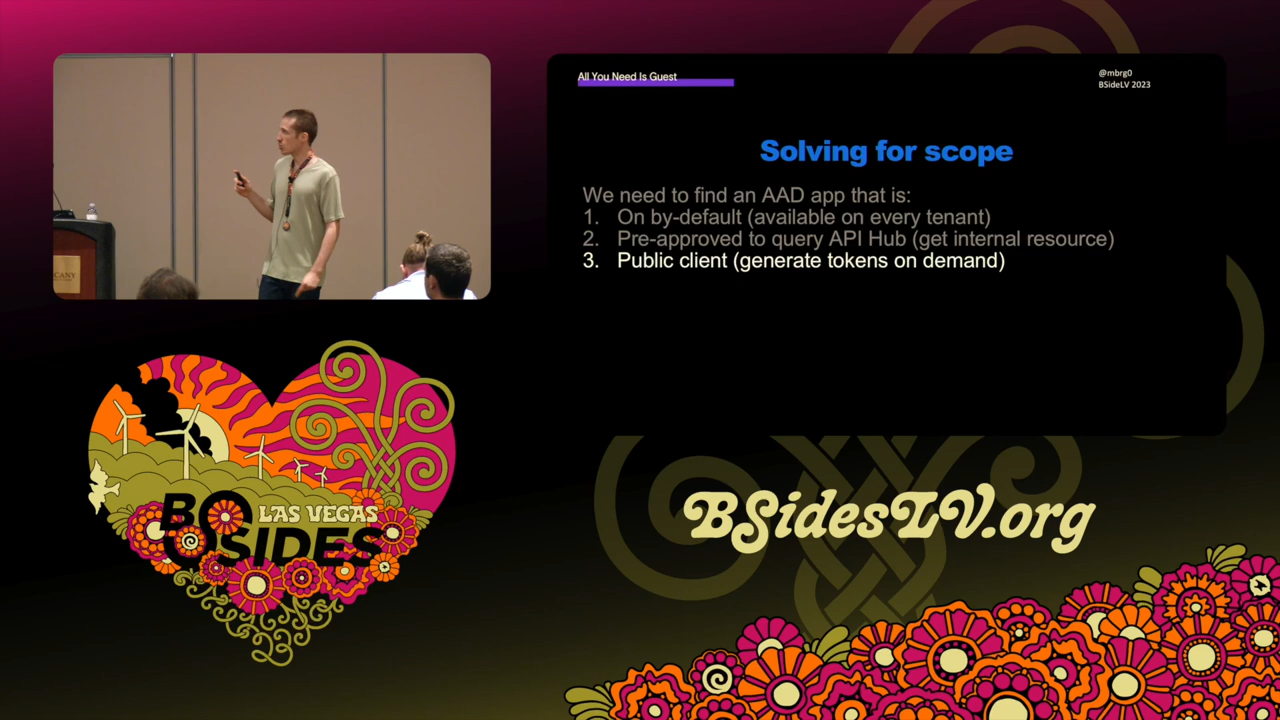 All You Need Is Guest
@mbrg0
BSideLV 2023
Solving for scope
We need to find an AAD app that is:
1. On by-default (available on every tenant)
2. Pre-approved to query API Hub (get internal resource)
3. Public client (generate tokens on demand)
LAS VEGAS
BSidesLV.org